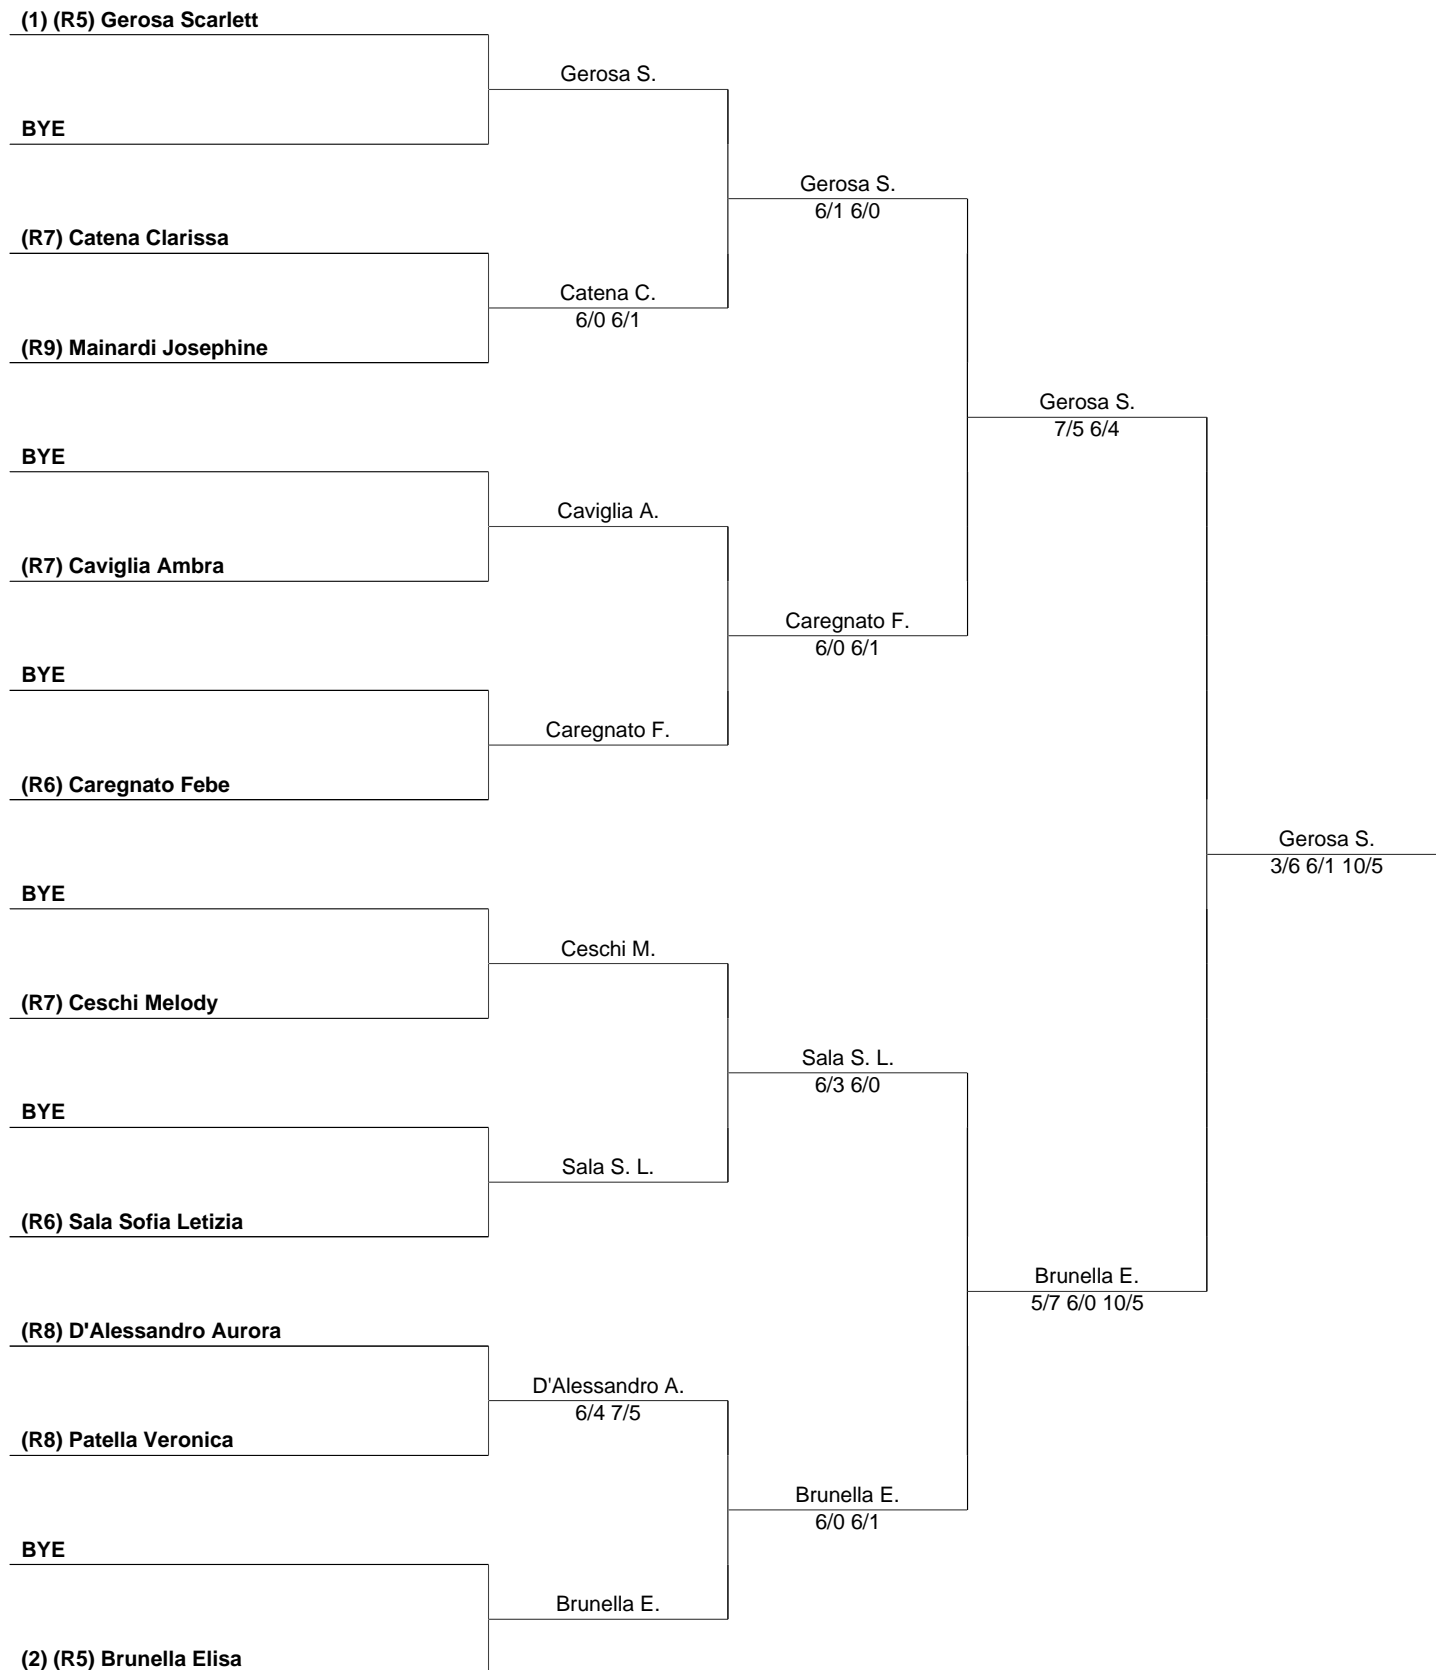 (1) (R5) Gerosa Scarlett
Gerosa S.
BYE
Gerosa S.
6/1 6/0
(R7) Catena Clarissa
Catena C.
6/0 6/1
(R9) Mainardi Josephine
Gerosa S.
7/5 6/4
BYE
Caviglia A.
(R7) Caviglia Ambra
Caregnato F.
6/0 6/1
BYE
Caregnato F.
(R6) Caregnato Febe
Gerosa S.
3/6 6/1 10/5
BYE
Ceschi M.
(R7) Ceschi Melody
Sala S. L.
6/3 6/0
BYE
Sala S. L.
(R6) Sala Sofia Letizia
Brunella E.
5/7 6/0 10/5
(R8) D'Alessandro Aurora
D'Alessandro A.
6/4 7/5
(R8) Patella Veronica
Brunella E.
6/0 6/1
BYE
Brunella E.
(2) (R5) Brunella Elisa